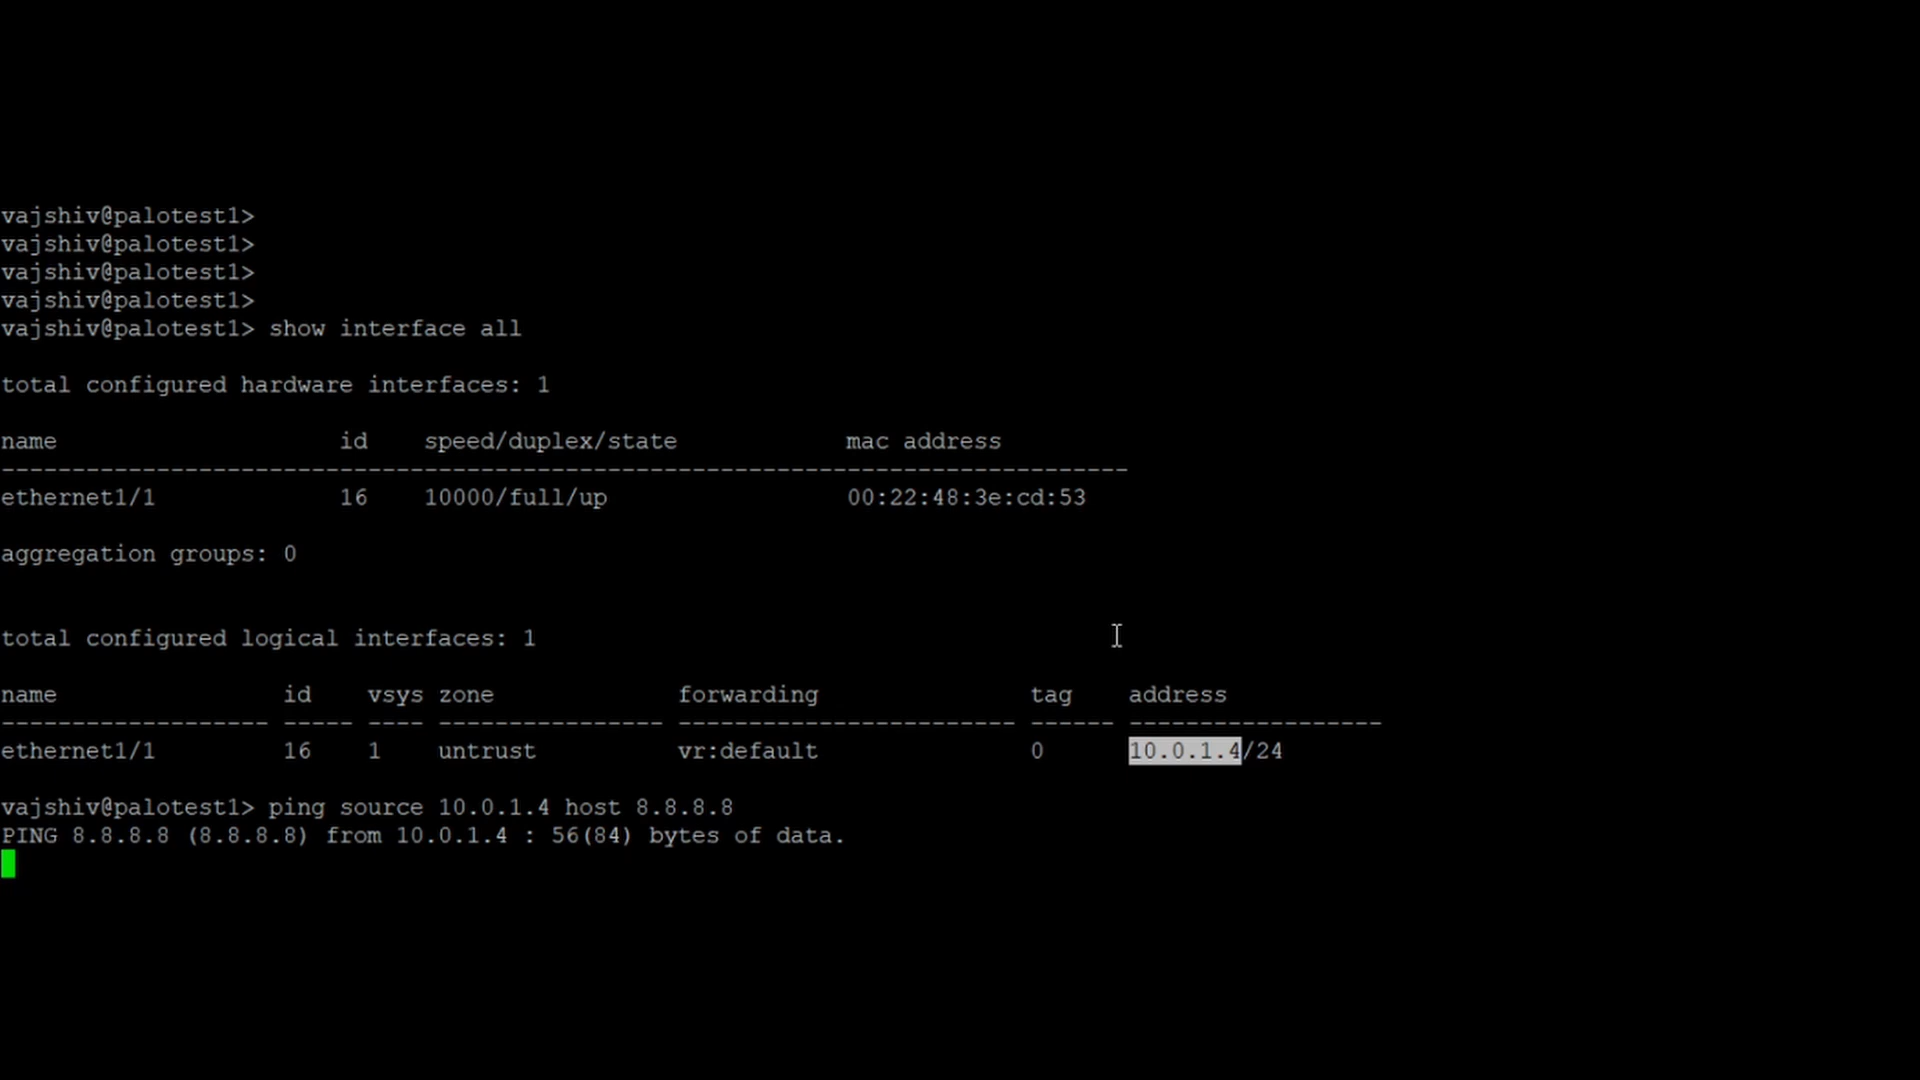 vajshiv@palotest1>
vajshiv@palotest1>
vajshiv@palotest1>
vajshiv@palotest1>
vajshiv@palotest1> show interface all
total configured hardware interfaces: 1
name                    id    speed/duplex/state            mac address
--------------------------------------------------------------------------------
ethernet1/1             16    10000/full/up                 00:22:48:3e:cd:53
aggregation groups: 0
total configured logical interfaces: 1
name                id    vsys zone             forwarding               tag    address
------------------- ----- ---- ---------------- ------------------------ ------ ------------------
ethernet1/1         16    1    untrust          vr:default               0      10.0.1.4/24
vajshiv@palotest1> ping source 10.0.1.4 host 8.8.8.8
PING 8.8.8.8 (8.8.8.8) from 10.0.1.4 : 56(84) bytes of data.